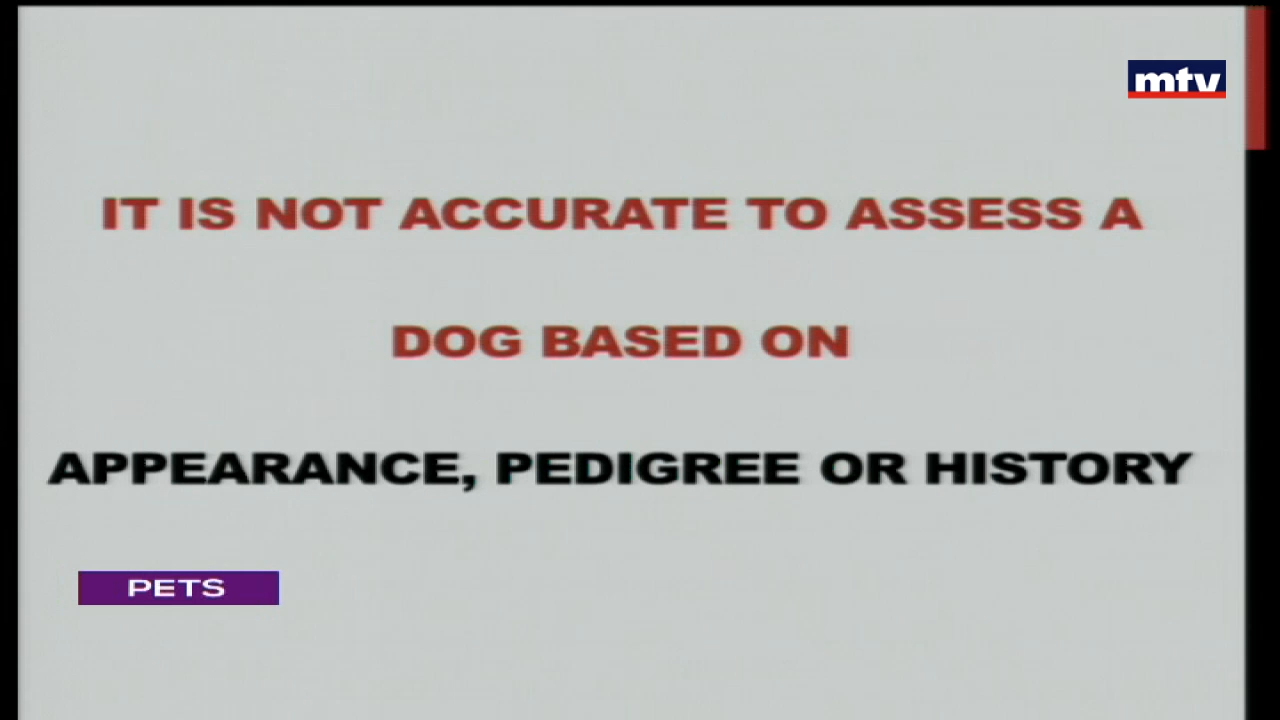 mtv
IT IS NOT ACCURATE TO ASSESS A
DOG BASED ON
APPEARANCE, PEDIGREE OR HISTORY
PETS